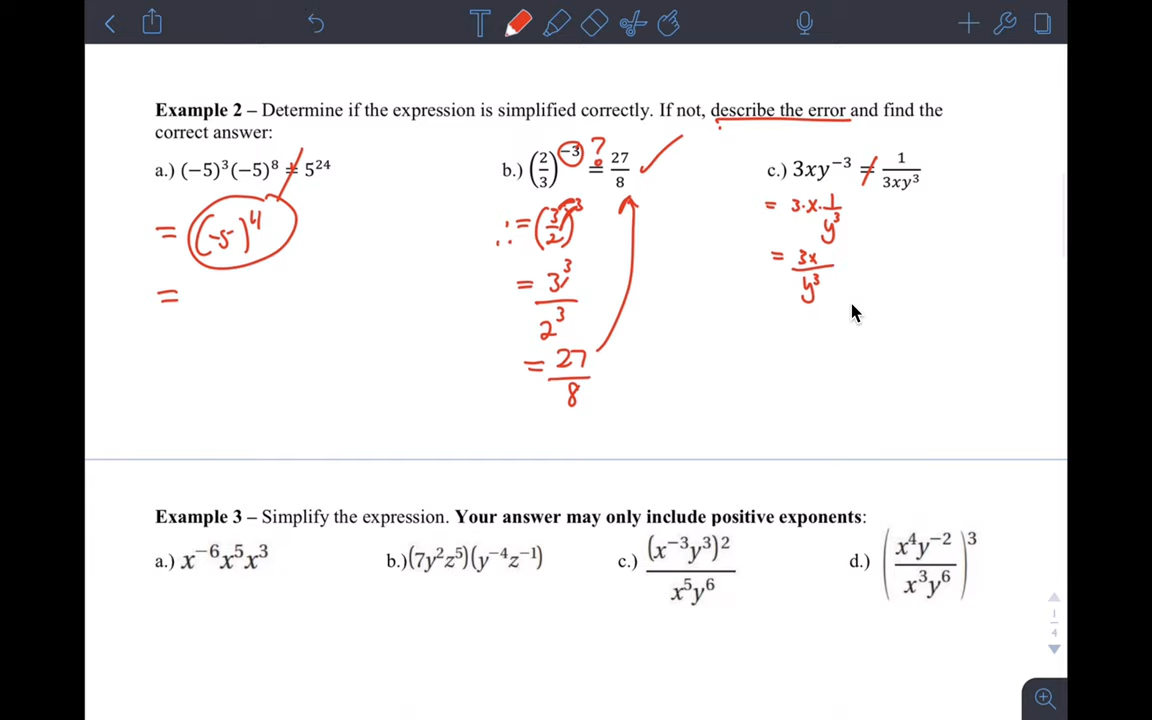 Example 2 – Determine if the expression is simplified correctly. If not, describe the error and find the
correct answer:
a.) (−5)³(−5)⁸ ≠ 5²⁴
= (-5)¹¹
=
b.) (2/3)⁻³ = 27/8 ? ✓
∴ = (3/2)³
= 3³/2³
= 27/8
c.) 3xy⁻³ ≠ 1/3xy³
= 3·x·1/y³
= 3x/y³
Example 3 – Simplify the expression. Your answer may only include positive exponents:
a.) x⁻⁶x⁵x³
b.)(7y²z⁵)(y⁻⁴z⁻¹)
c.) (x⁻³y³)²/x⁵y⁶
d.) (x⁴y⁻²/x³y⁶)³
1
4